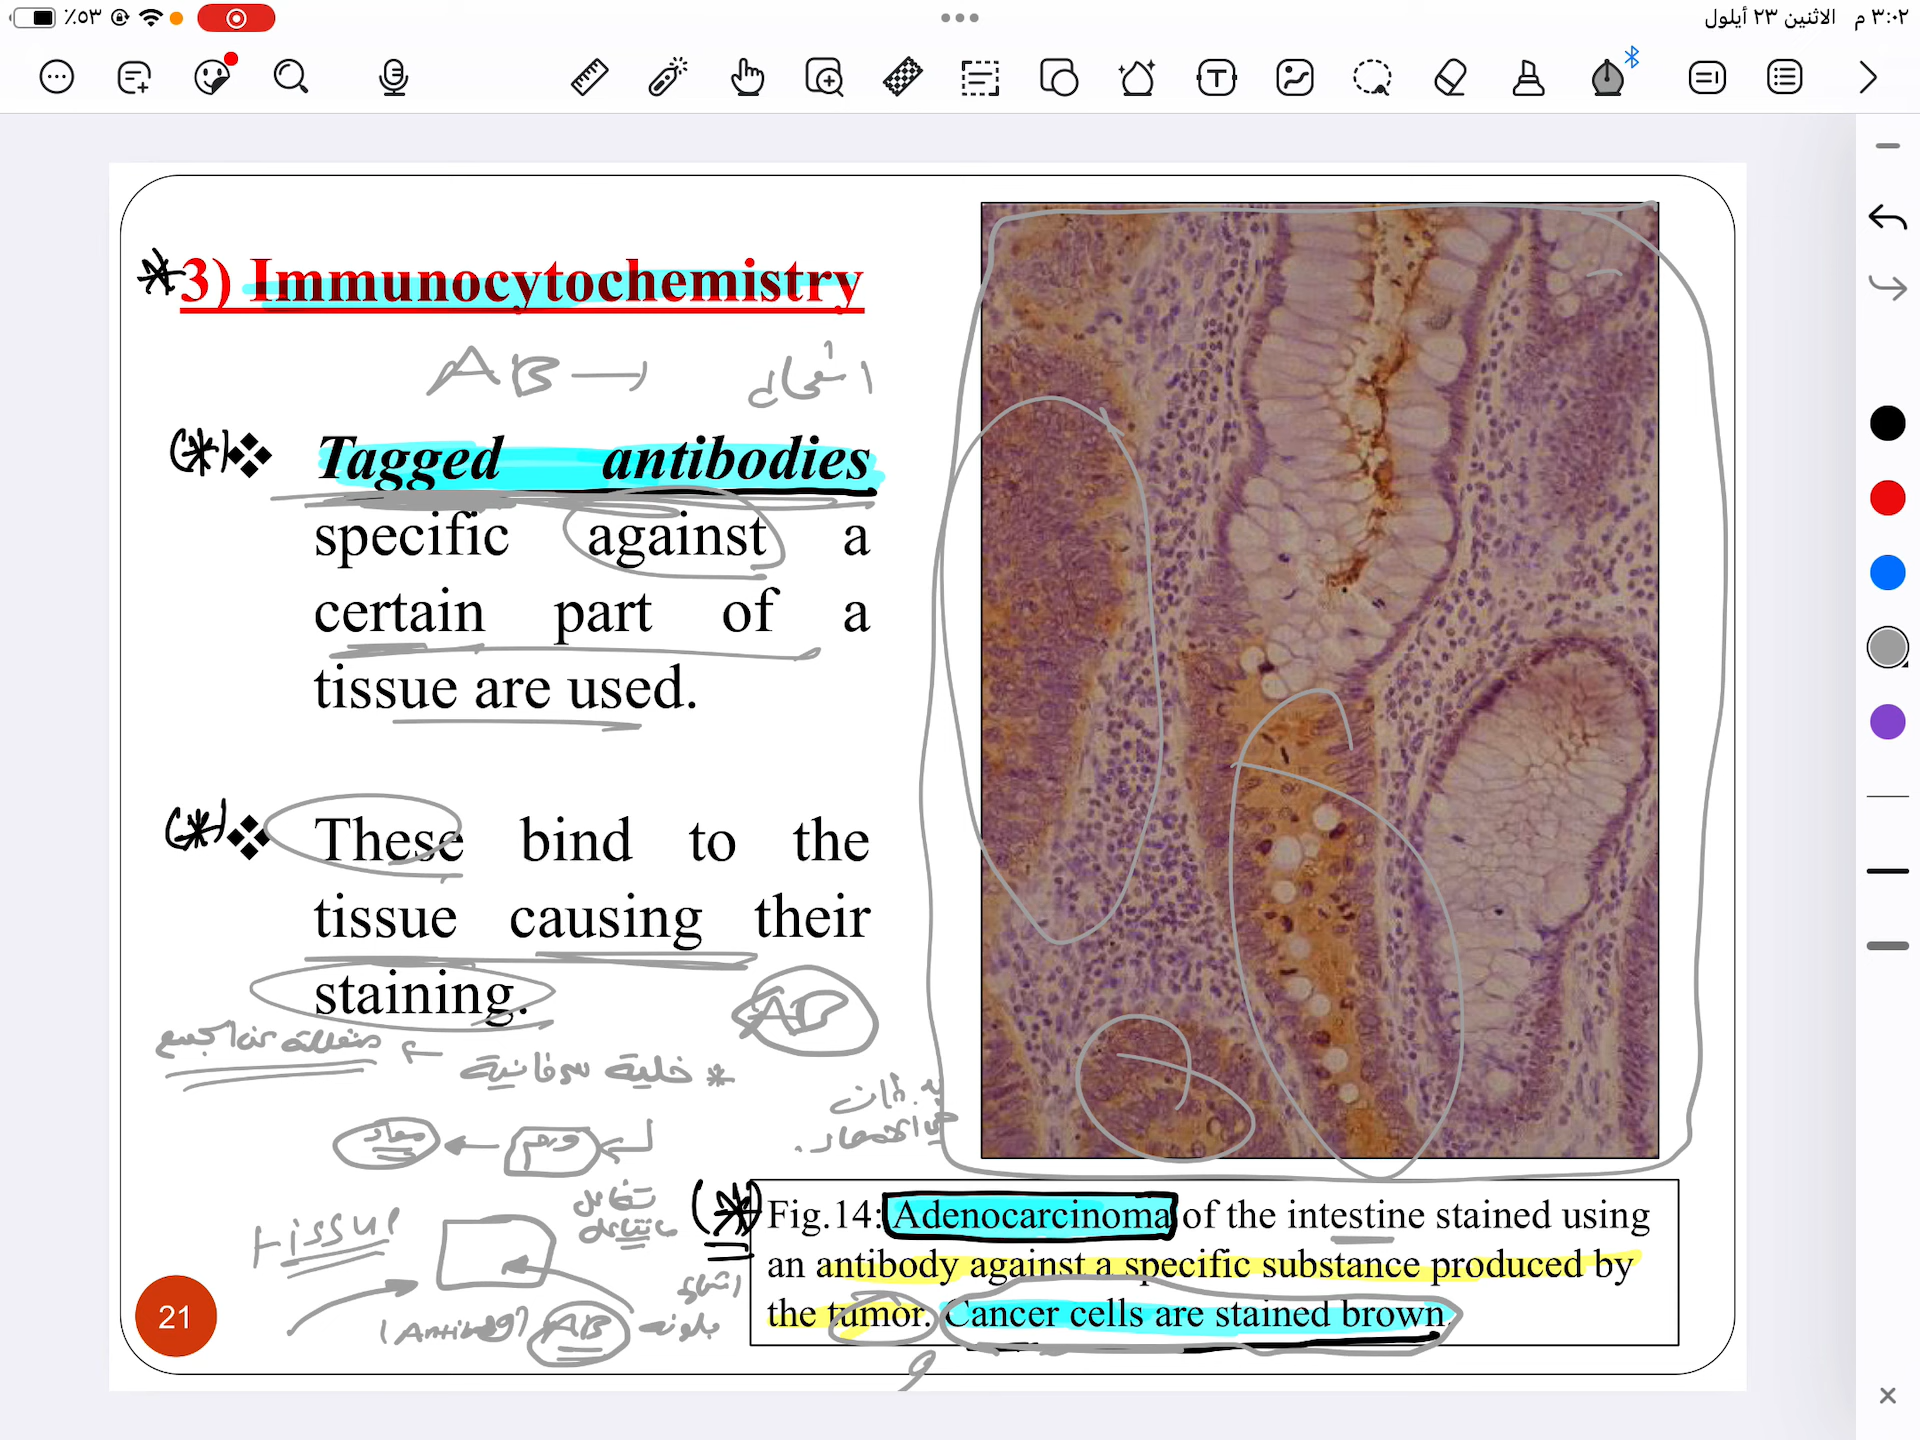 ٪٥٣
٣:٠٢ م الاثنين ٢٣ أيلول
3) Immunocytochemistry
AB
Tagged antibodies
specific against a
certain part of a
tissue are used.
These bind to the
tissue causing their
staining.
AB
* خلية سرطانية
ورم
tissue
تتفاعل
AB
Fig.14: Adenocarcinoma of the intestine stained using
an antibody against a specific substance produced by
the tumor. Cancer cells are stained brown.
21